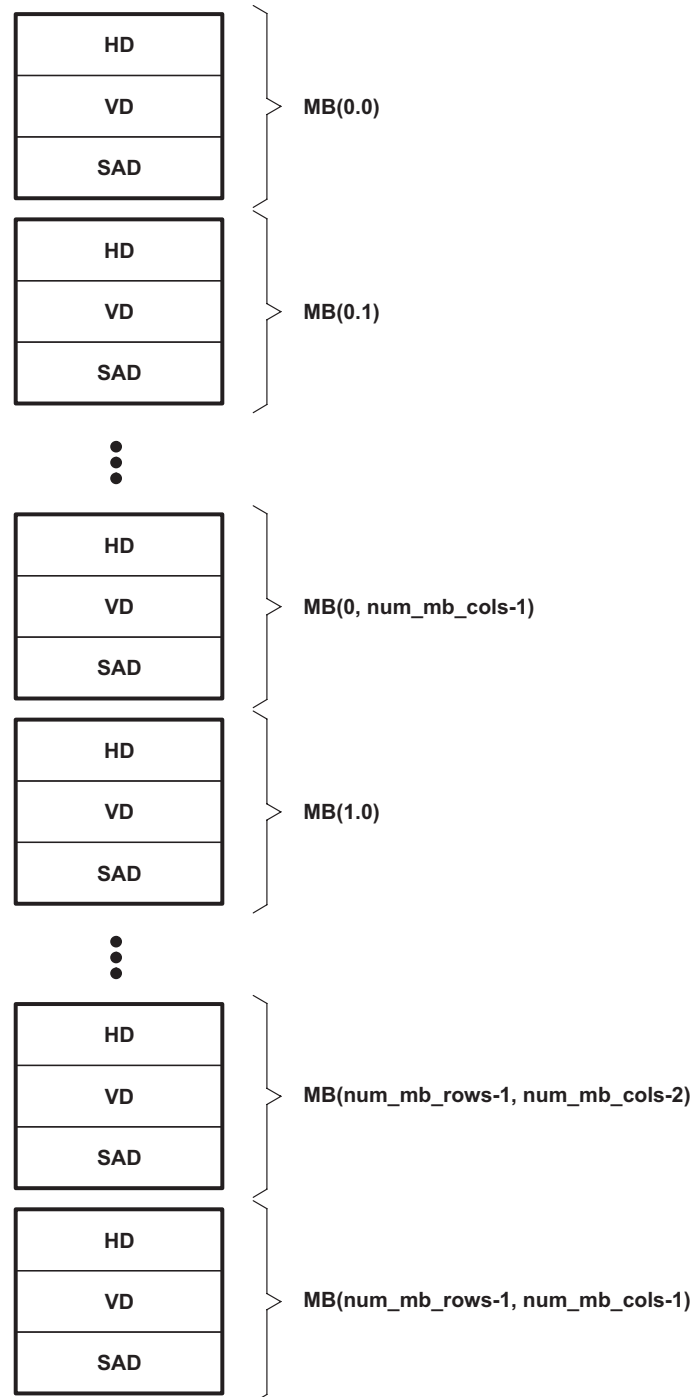 HD
VD
SAD
MB(0.0)
HD
VD
SAD
MB(0.1)
HD
VD
SAD
MB(0, num_mb_cols-1)
HD
VD
SAD
MB(1.0)
HD
VD
SAD
MB(num_mb_rows-1, num_mb_cols-2)
HD
VD
SAD
MB(num_mb_rows-1, num_mb_cols-1)